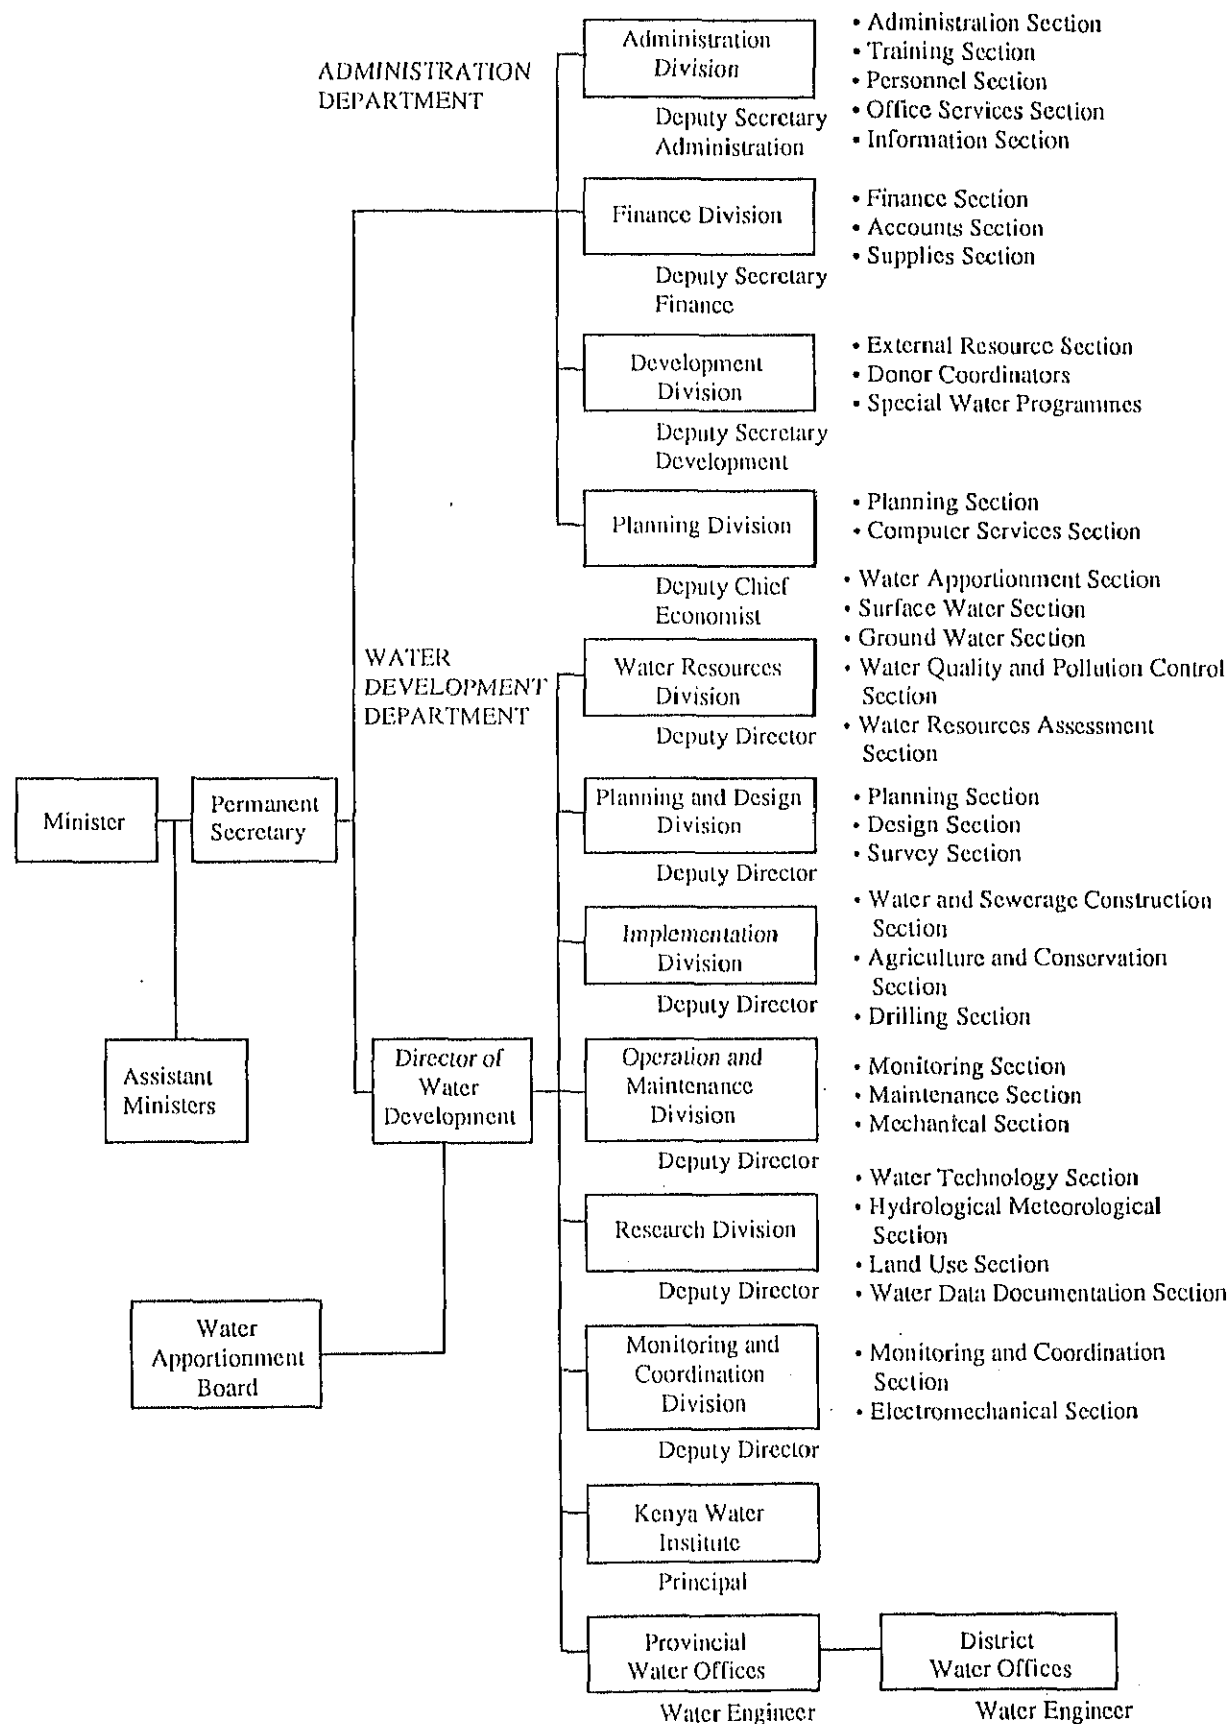 ADMINISTRATION
DEPARTMENT
Administration
Division
Deputy Secretary
Administration
• Administration Section
• Training Section
• Personnel Section
• Office Services Section
• Information Section
Finance Division
Deputy Secretary
Finance
• Finance Section
• Accounts Section
• Supplies Section
Development
Division
Deputy Secretary
Development
• External Resource Section
• Donor Coordinators
• Special Water Programmes
Planning Division
Deputy Chief
Economist
• Planning Section
• Computer Services Section
WATER
DEVELOPMENT
DEPARTMENT
Water Resources
Division
Deputy Director
• Water Apportionment Section
• Surface Water Section
• Ground Water Section
• Water Quality and Pollution Control
Section
• Water Resources Assessment
Section
Minister
Permanent
Secretary
Assistant
Ministers
Planning and Design
Division
Deputy Director
• Planning Section
• Design Section
• Survey Section
Implementation
Division
Deputy Director
• Water and Sewerage Construction
Section
• Agriculture and Conservation
Section
• Drilling Section
Director of
Water
Development
Operation and
Maintenance
Division
Deputy Director
• Monitoring Section
• Maintenance Section
• Mechanical Section
Research Division
Deputy Director
• Water Technology Section
• Hydrological Meteorological
Section
• Land Use Section
• Water Data Documentation Section
Water
Apportionment
Board
Monitoring and
Coordination
Division
Deputy Director
• Monitoring and Coordination
Section
• Electromechanical Section
Kenya Water
Institute
Principal
Provincial
Water Offices
Water Engineer
District
Water Offices
Water Engineer